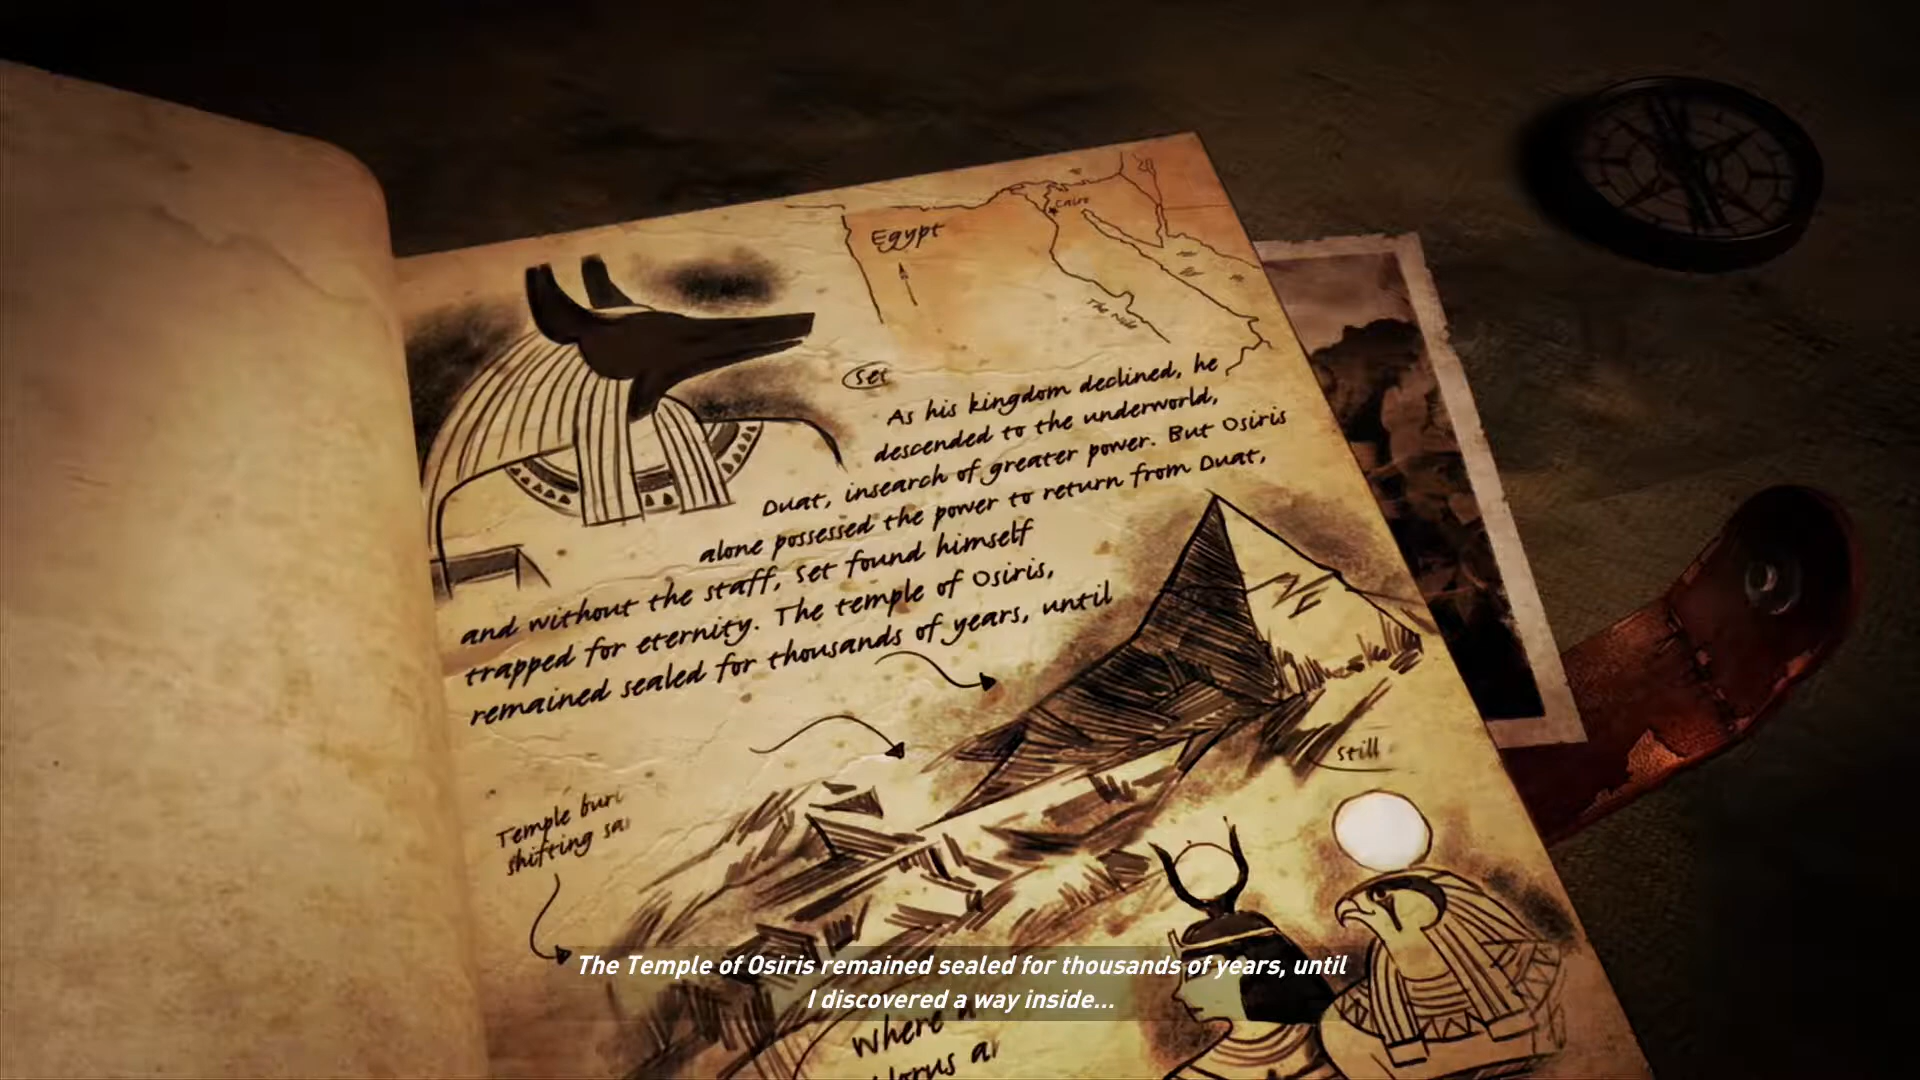 Egypt
Cairo
The Nile
Set
As his kingdom declined, he
descended to the underworld,
Duat, insearch of greater power. But Osiris
alone possessed the power to return from Duat,
and without the staff, Set found himself
trapped for eternity. The temple of Osiris,
remained sealed for thousands of years, until
still
Temple buri
shifting sa
The Temple of Osiris remained sealed for thousands of years, until
I discovered a way inside...
Where
Horus a